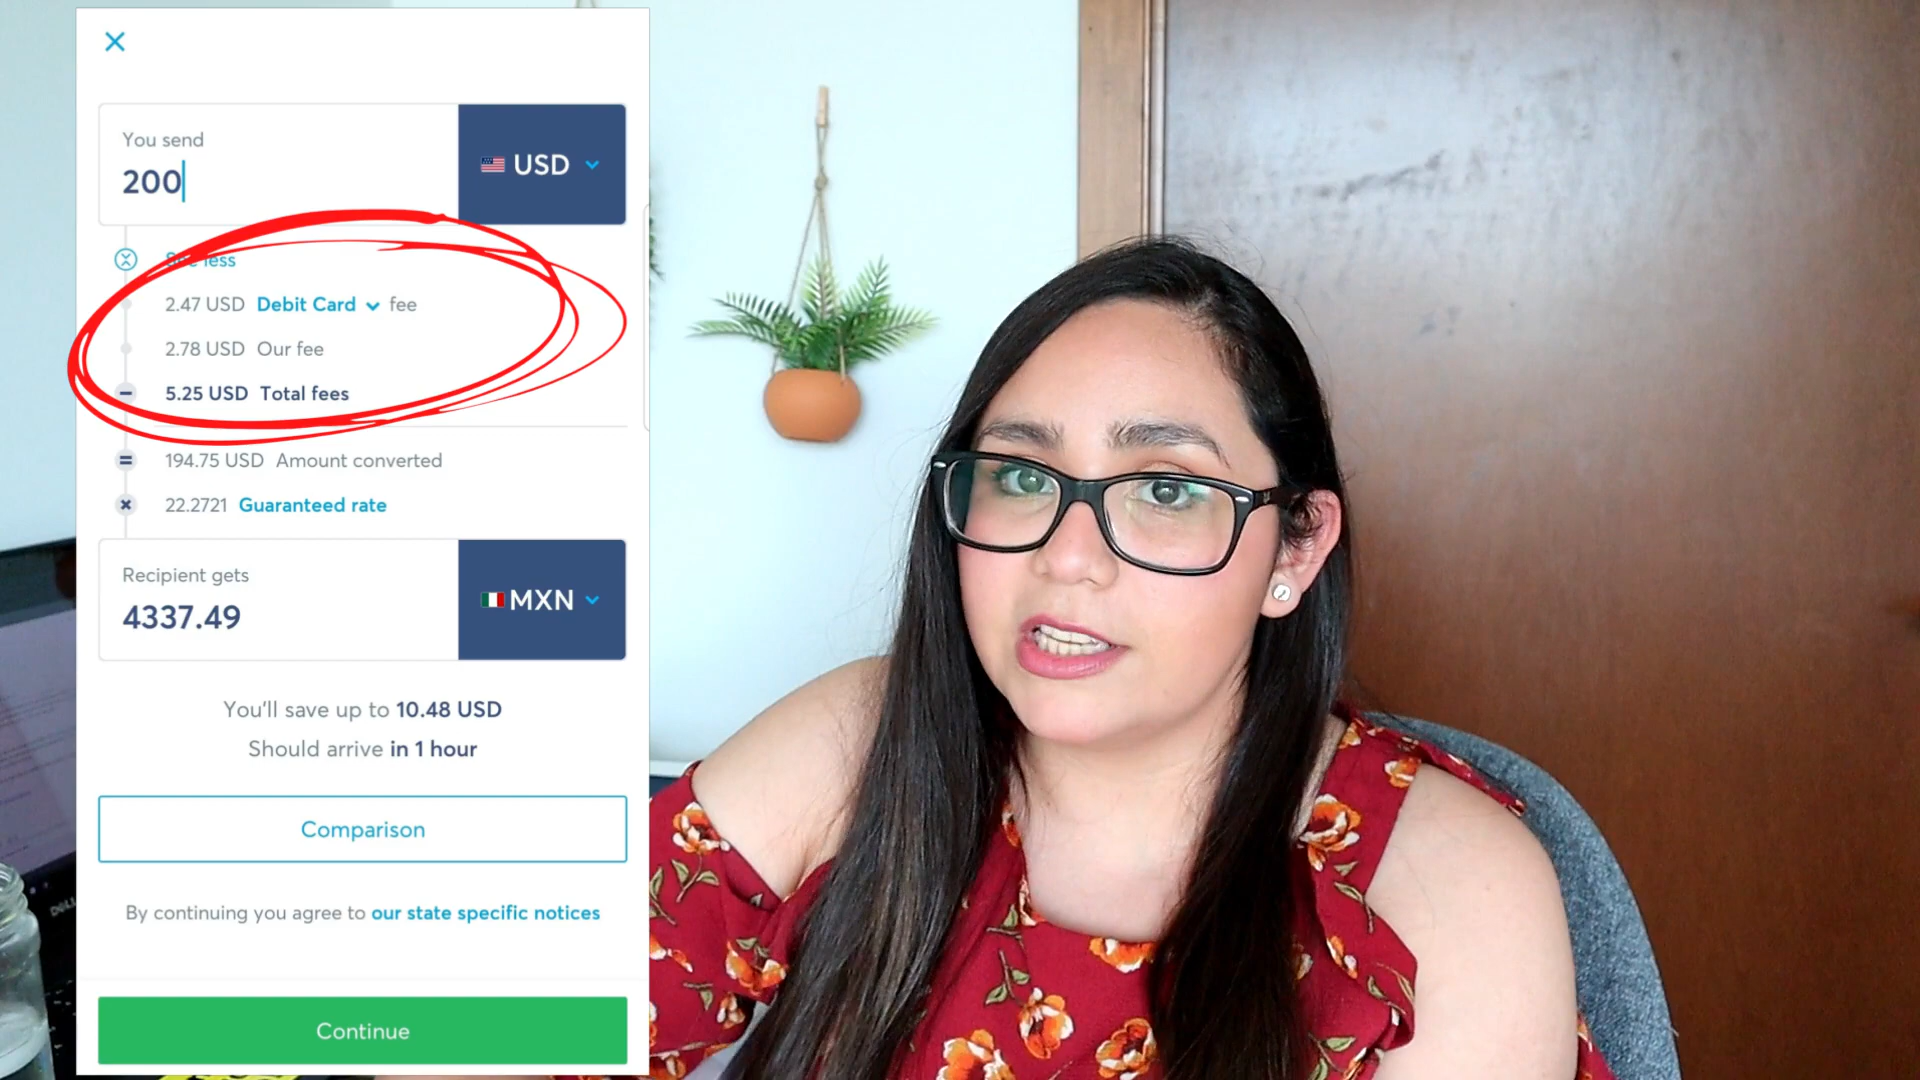 You send
200
USD
See less
2.47 USD Debit Card fee
2.78 USD Our fee
5.25 USD Total fees
194.75 USD Amount converted
22.2721 Guaranteed rate
Recipient gets
4337.49
MXN
You'll save up to 10.48 USD
Should arrive in 1 hour
Comparison
By continuing you agree to our state specific notices
Continue
DELL